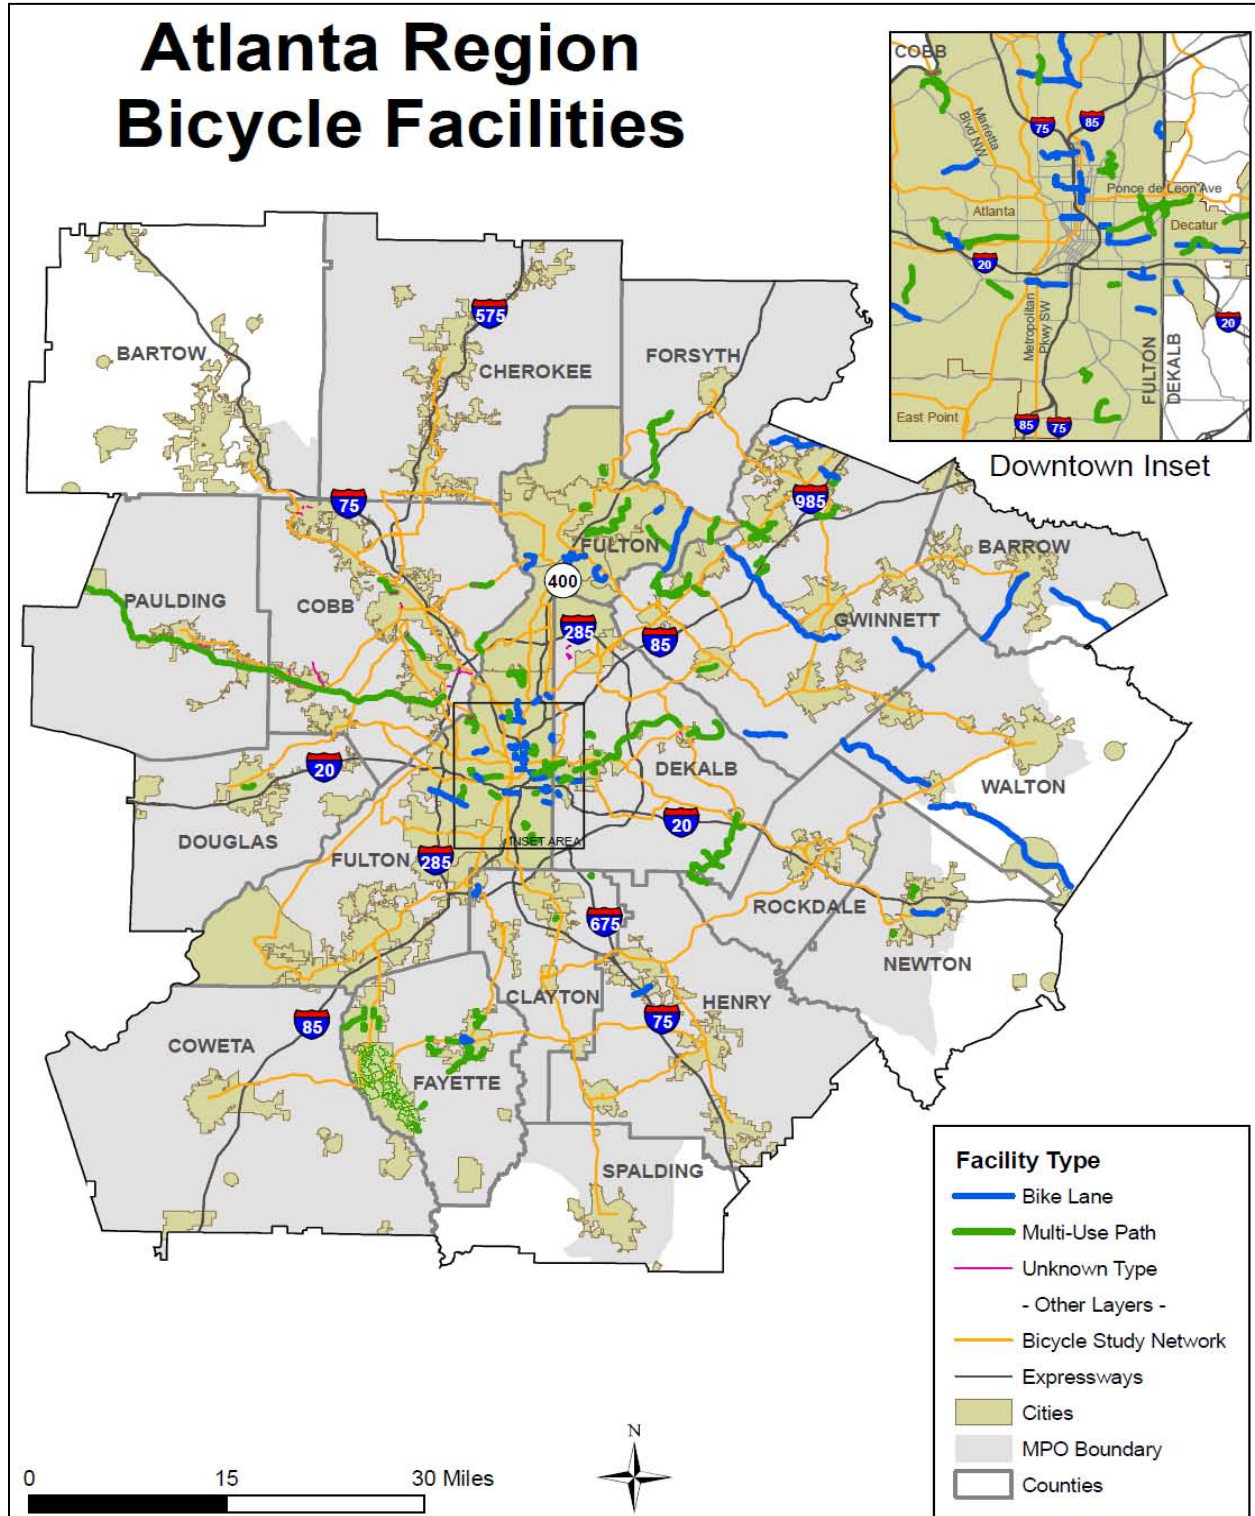 Atlanta Region
Bicycle Facilities
COBB
Marietta
Blvd NW
75
85
Ponce de Leon Ave
Atlanta
Decatur
20
Metropolitan
Pkwy SW
20
FULTON
DEKALB
East Point
85
75
Downtown Inset
575
BARTOW
CHEROKEE
FORSYTH
75
985
FULTON
BARROW
400
PAULDING
COBB
285
85
GWINNETT
20
DEKALB
WALTON
DOUGLAS
20
INSET AREA
FULTON
285
ROCKDALE
675
NEWTON
CLAYTON
HENRY
85
75
COWETA
FAYETTE
SPALDING
Facility Type
Bike Lane
Multi-Use Path
Unknown Type
- Other Layers -
Bicycle Study Network
Expressways
Cities
MPO Boundary
Counties
N
0 15 30 Miles